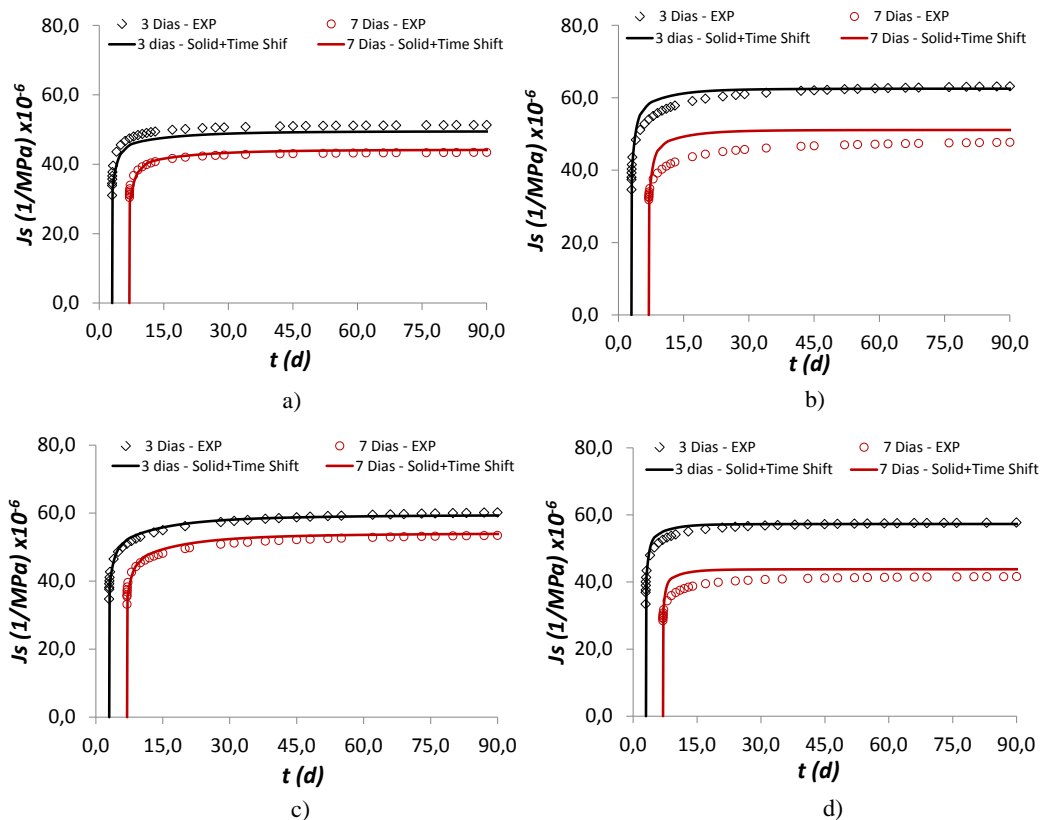 3 Dias - EXP 7 Dias - EXP
3 dias - Solid+Time Shif 7 Dias - Solid+Time Shift
80,0
60,0
40,0
20,0
0,0
Js (1/MPa) x10-6
0,0 15,0 30,0 45,0 60,0 75,0 90,0
t (d)
a)
3 Dias - EXP 7 Dias - EXP
3 dias - Solid+Time Shift 7 Dias - Solid+Time Shift
80,0
60,0
40,0
20,0
0,0
Js (1/MPa) x10-6
0,0 15,0 30,0 45,0 60,0 75,0 90,0
t (d)
b)
3 Dias - EXP 7 Dias - EXP
3 dias - Solid+Time Shift 7 Dias - Solid+Time Shift
80,0
60,0
40,0
20,0
0,0
Js (1/MPa) x10-6
0,0 15,0 30,0 45,0 60,0 75,0 90,0
t (d)
c)
3 Dias - EXP 7 Dias - EXP
3 dias - Solid+Time Shift 7 Dias - Solid+Time Shift
80,0
60,0
40,0
20,0
0,0
Js (1/MPa) x10-6
0,0 15,0 30,0 45,0 60,0 75,0 90,0
t (d)
d)